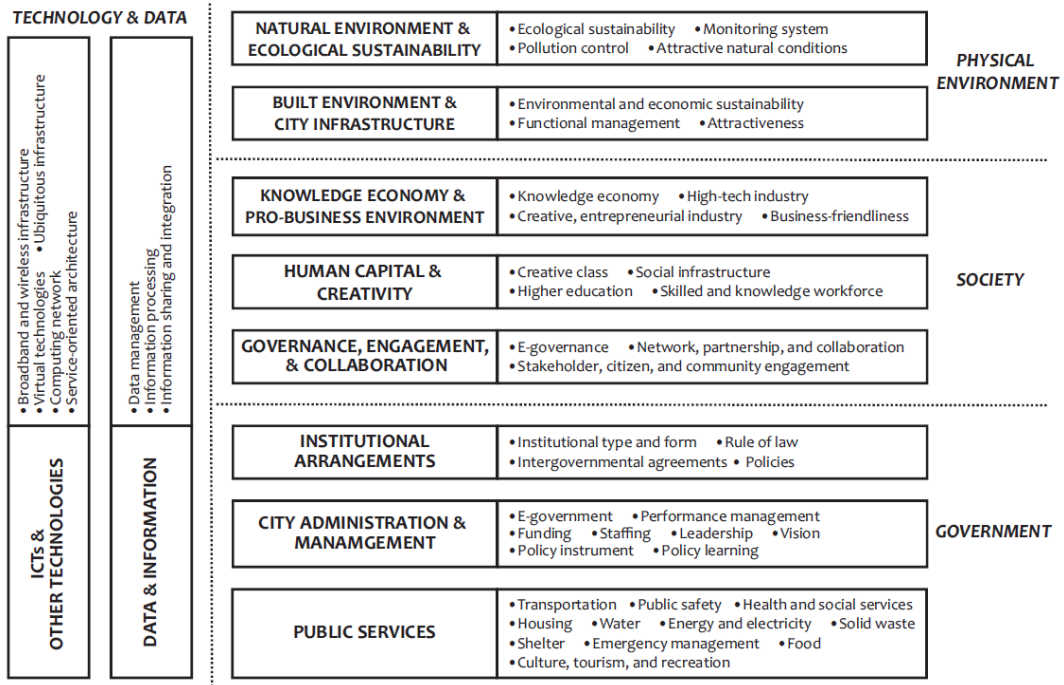 TECHNOLOGY & DATA
• Broadband and wireless infrastructure
• Virtual technologies • Ubiquitous infrastructure
• Computing network
• Service-oriented architecture
ICTs &
OTHER TECHNOLOGIES
• Data management
• Information processing
• Information sharing and integration
DATA & INFORMATION
NATURAL ENVIRONMENT &
ECOLOGICAL SUSTAINABILITY
• Ecological sustainability • Monitoring system
• Pollution control • Attractive natural conditions
BUILT ENVIRONMENT &
CITY INFRASTRUCTURE
• Environmental and economic sustainability
• Functional management • Attractiveness
PHYSICAL
ENVIRONMENT
KNOWLEDGE ECONOMY &
PRO-BUSINESS ENVIRONMENT
• Knowledge economy • High-tech industry
• Creative, entrepreneurial industry • Business-friendliness
HUMAN CAPITAL &
CREATIVITY
• Creative class • Social infrastructure
• Higher education • Skilled and knowledge workforce
GOVERNANCE, ENGAGEMENT,
& COLLABORATION
• E-governance • Network, partnership, and collaboration
• Stakeholder, citizen, and community engagement
SOCIETY
INSTITUTIONAL
ARRANGEMENTS
• Institutional type and form • Rule of law
• Intergovernmental agreements • Policies
CITY ADMINISTRATION &
MANAMGEMENT
• E-government • Performance management
• Funding • Staffing • Leadership • Vision
• Policy instrument • Policy learning
PUBLIC SERVICES
• Transportation • Public safety • Health and social services
• Housing • Water • Energy and electricity • Solid waste
• Shelter • Emergency management • Food
• Culture, tourism, and recreation
GOVERNMENT